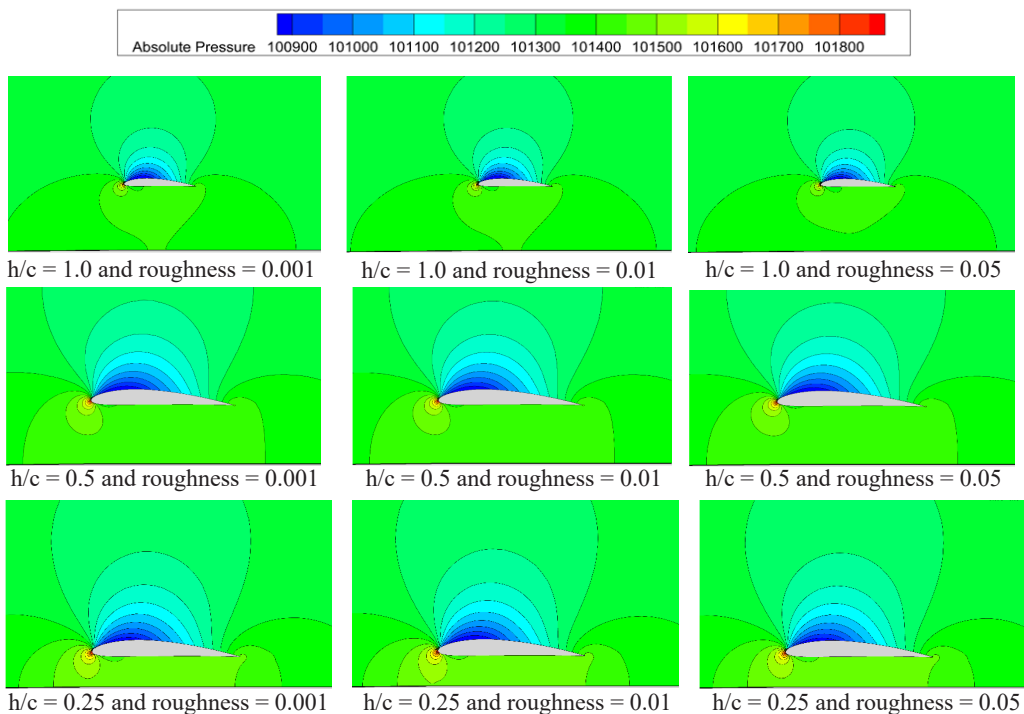 Absolute Pressure 100900 101000 101100 101200 101300 101400 101500 101600 101700 101800
h/c = 1.0 and roughness = 0.001 h/c = 1.0 and roughness = 0.01 h/c = 1.0 and roughness = 0.05
h/c = 0.5 and roughness = 0.001 h/c = 0.5 and roughness = 0.01 h/c = 0.5 and roughness = 0.05
h/c = 0.25 and roughness = 0.001 h/c = 0.25 and roughness = 0.01 h/c = 0.25 and roughness = 0.05